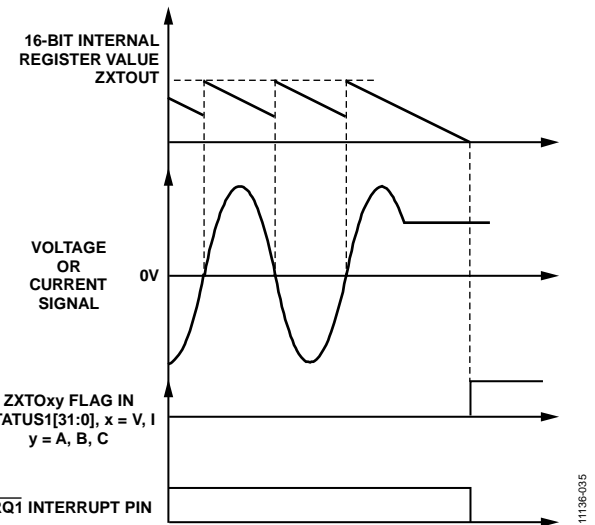 16-BIT INTERNAL
REGISTER VALUE
ZXTOUT
VOLTAGE
OR
CURRENT
SIGNAL
0V
ZXTOxy FLAG IN
TATUS1[31:0], x = V, I
y = A, B, C
RQ1 INTERRUPT PIN
11136-035